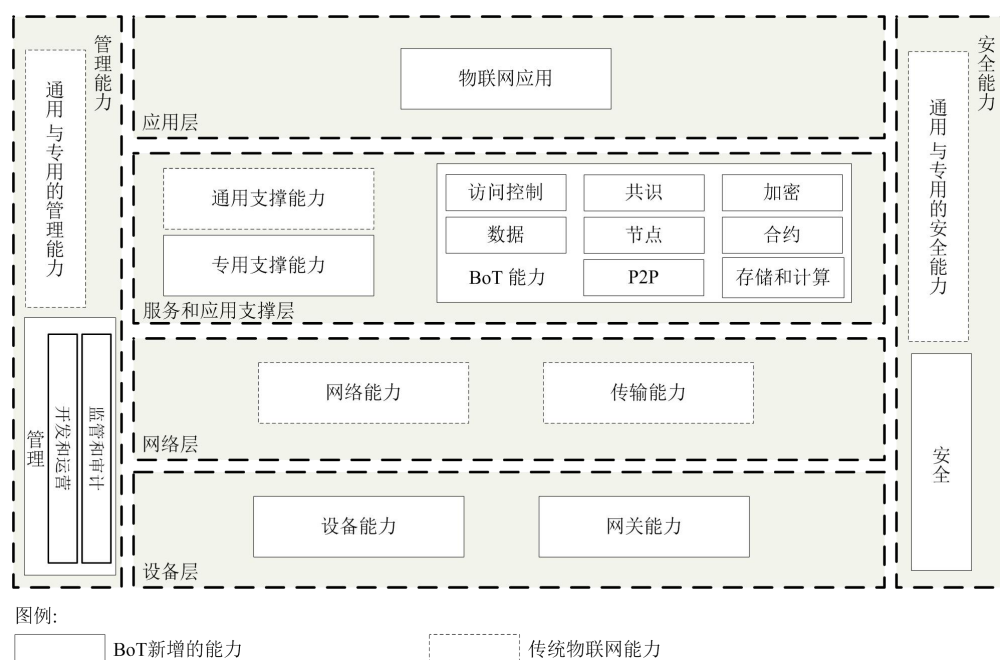 管理能力
通用与专用的管理能力
管理
开发和运营
监管和审计
物联网应用
应用层
通用支撑能力
专用支撑能力
访问控制
共识
加密
数据
节点
合约
BoT 能力
P2P
存储和计算
服务和应用支撑层
网络能力
传输能力
网络层
设备能力
网关能力
设备层
安全能力
通用与专用的安全能力
安全
图例:
BoT新增的能力
传统物联网能力